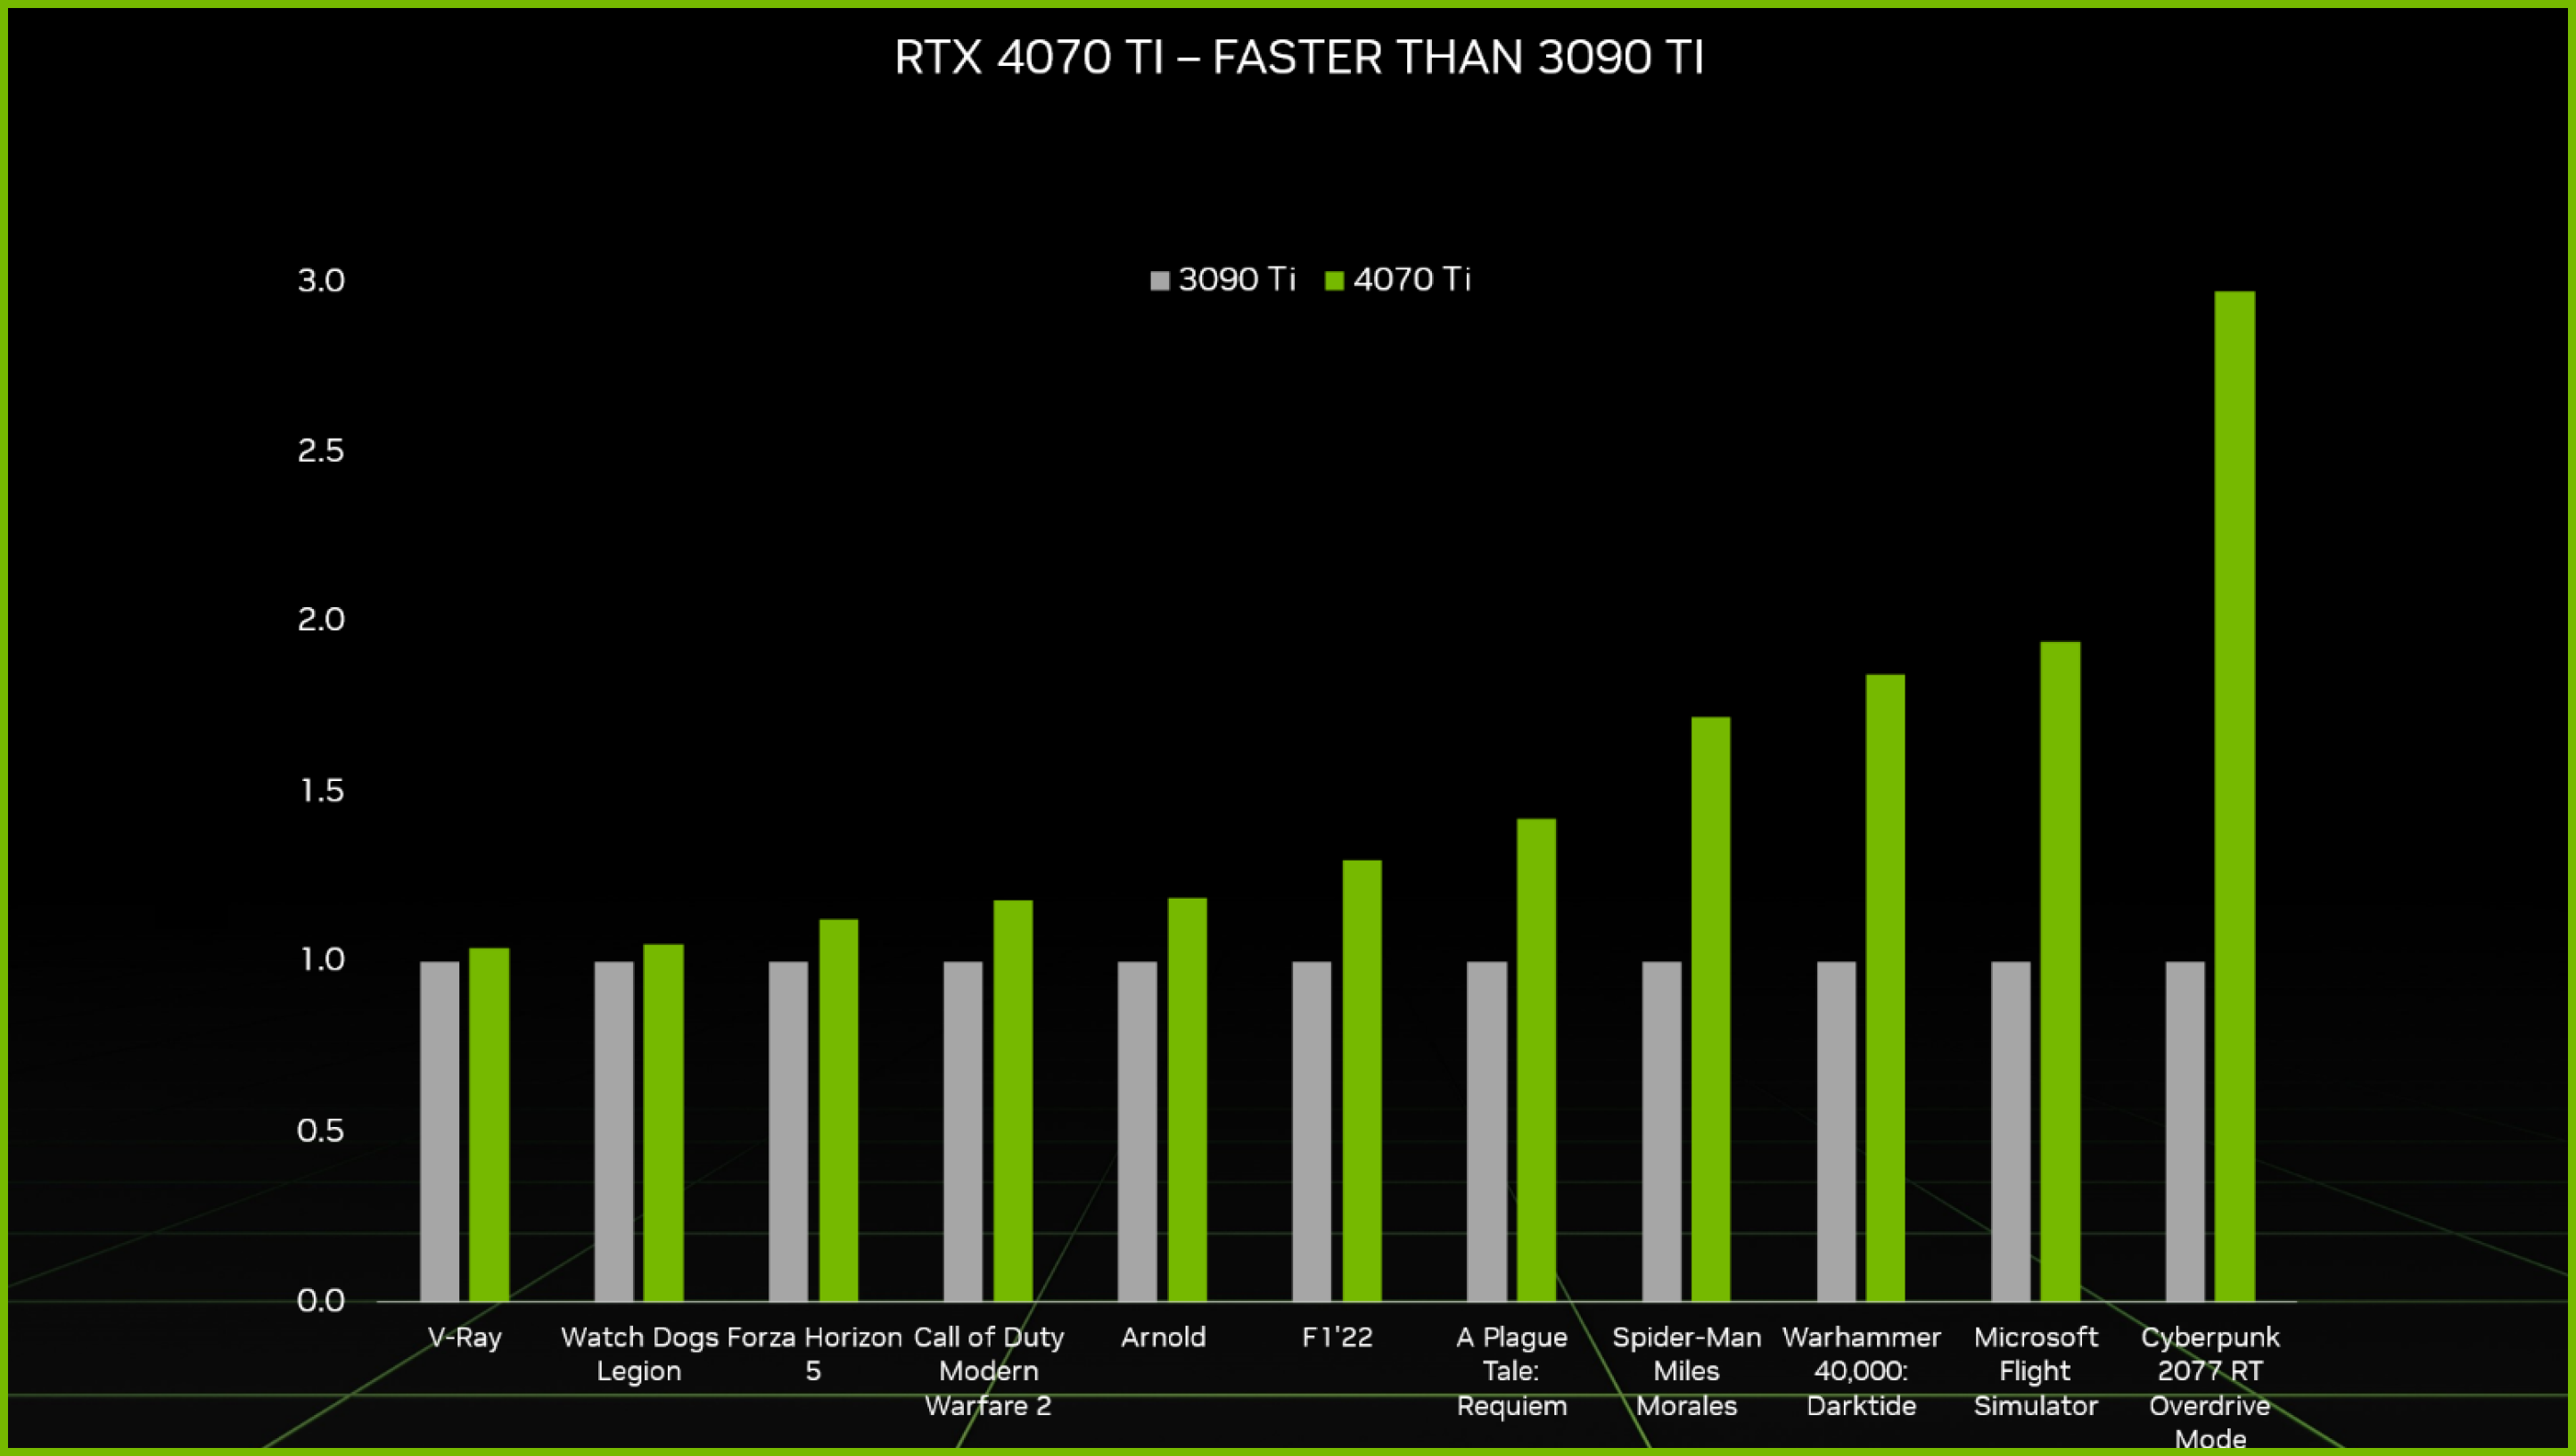 RTX 4070 TI – FASTER THAN 3090 TI
3090 Ti 4070 Ti
3.0
2.5
2.0
1.5
1.0
0.5
0.0
V-Ray
Watch Dogs
Legion
Forza Horizon
5
Call of Duty
Modern
Warfare 2
Arnold
F1'22
A Plague
Tale:
Requiem
Spider-Man
Miles
Morales
Warhammer
40,000:
Darktide
Microsoft
Flight
Simulator
Cyberpunk
2077 RT
Overdrive
Mode